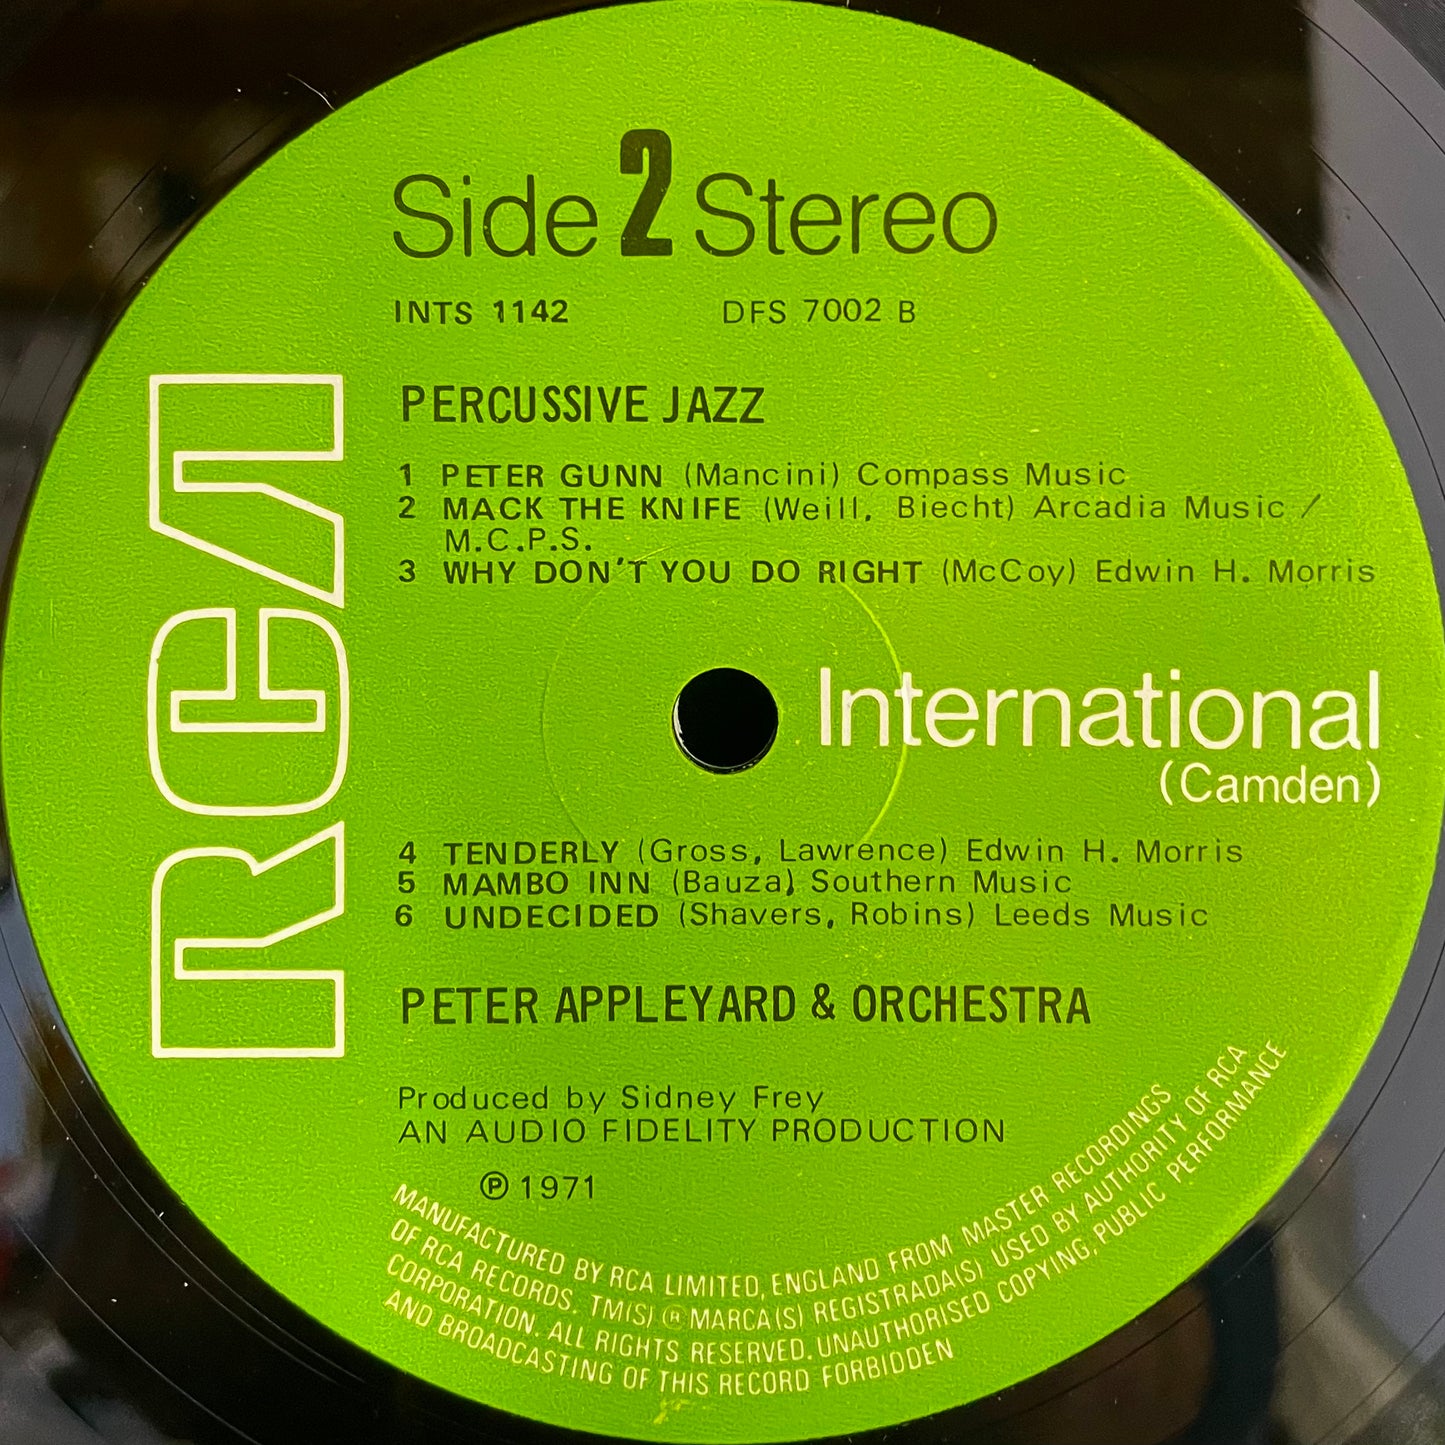 Side 2 Stereo
INTS 1142 DFS 7002 B
PERCUSSIVE JAZZ
1 PETER GUNN (Mancini) Compass Music
2 MACK THE KNIFE (Weill, Biecht) Arcadia Music /
M.C.P.S.
3 WHY DON'T YOU DO RIGHT (McCoy) Edwin H. Morris
RCA
International
(Camden)
4 TENDERLY (Gross, Lawrence) Edwin H. Morris
5 MAMBO INN (Bauza) Southern Music
6 UNDECIDED (Shavers, Robins) Leeds Music
PETER APPLEYARD & ORCHESTRA
Produced by Sidney Frey
AN AUDIO FIDELITY PRODUCTION
℗ 1971
MANUFACTURED BY RCA LIMITED, ENGLAND FROM MASTER RECORDINGS
OF RCA RECORDS. TM(S) ® MARCA(S) REGISTRADA(S) USED BY AUTHORITY OF RCA
CORPORATION. ALL RIGHTS RESERVED. UNAUTHORISED COPYING, PUBLIC PERFORMANCE
AND BROADCASTING OF THIS RECORD FORBIDDEN